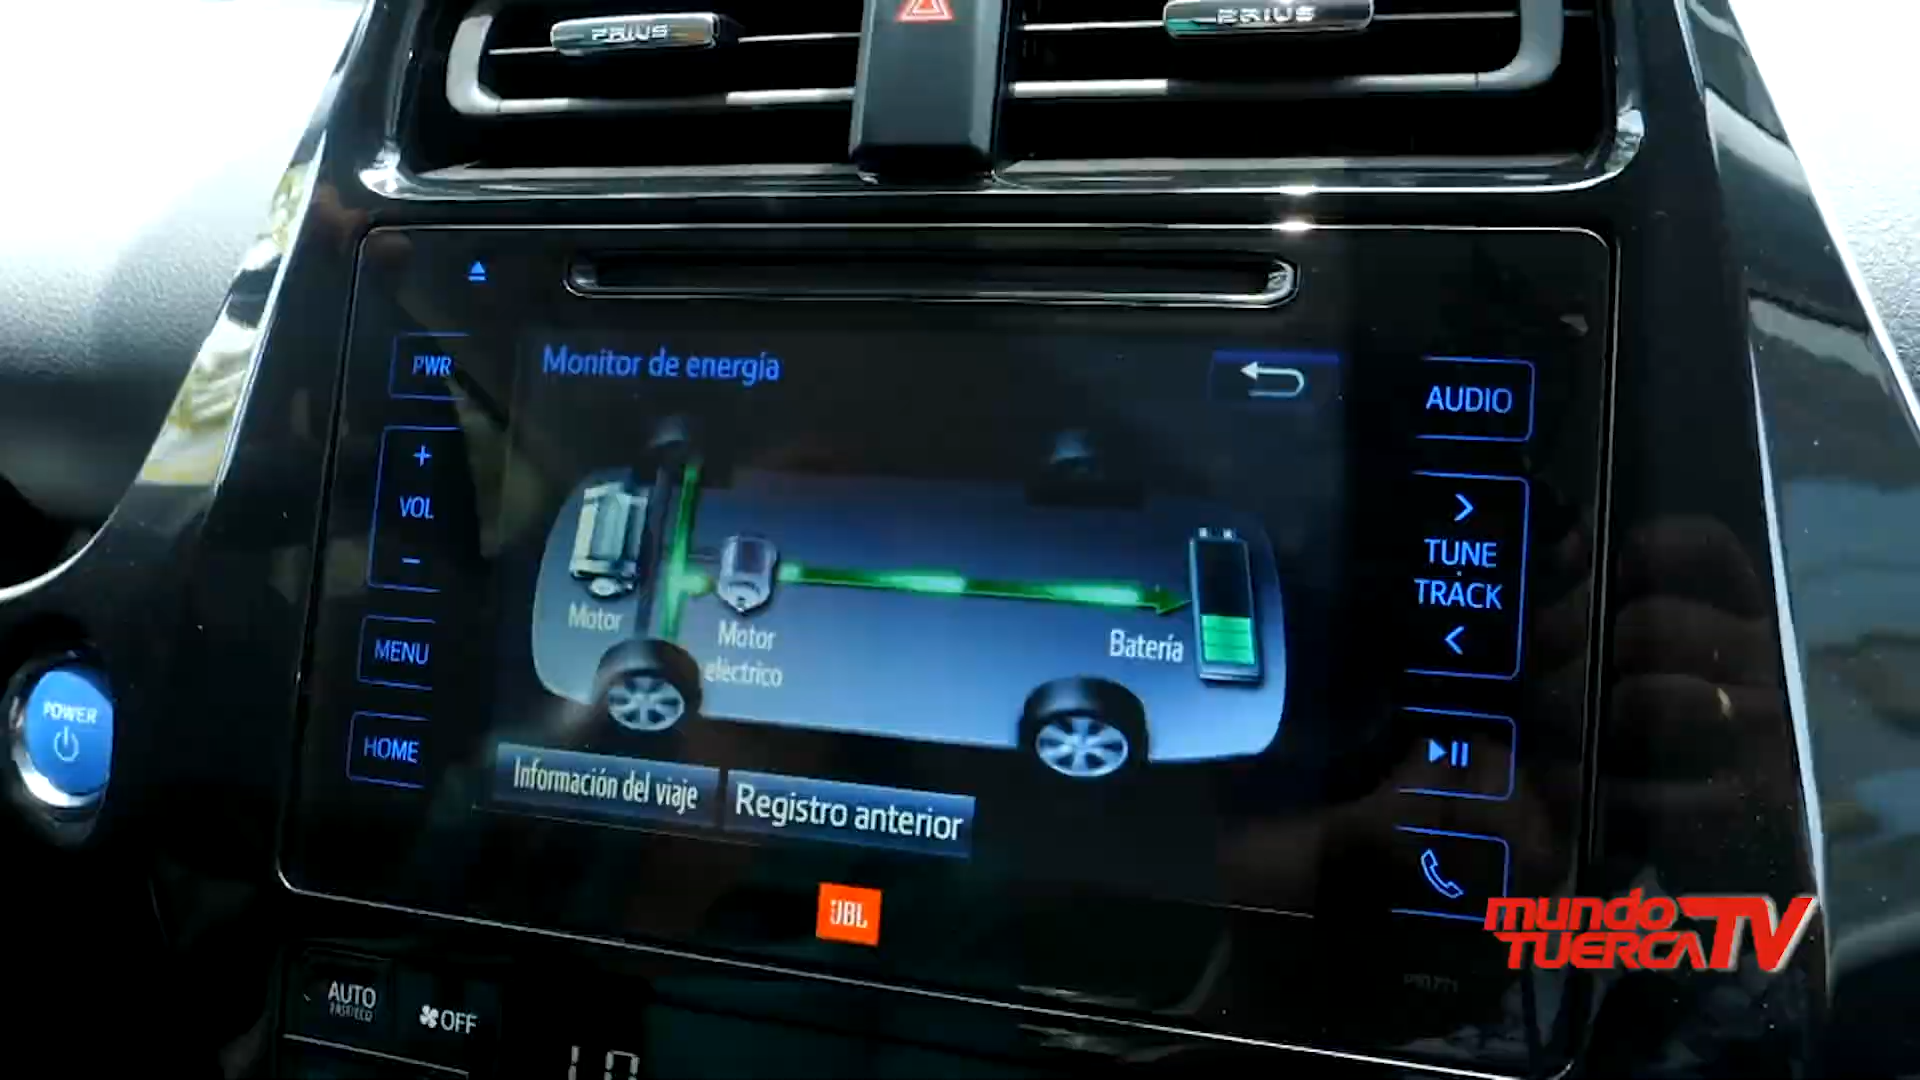 PRIUS
PRIUS
PWR
Monitor de energía
AUDIO
+
VOL
-
>
TUNE
TRACK
<
Motor
Motor
eléctrico
Batería
MENU
POWER
HOME
Información del viaje
Registro anterior
JBL
mundo
TUERCA TV
AUTO
OFF
LO